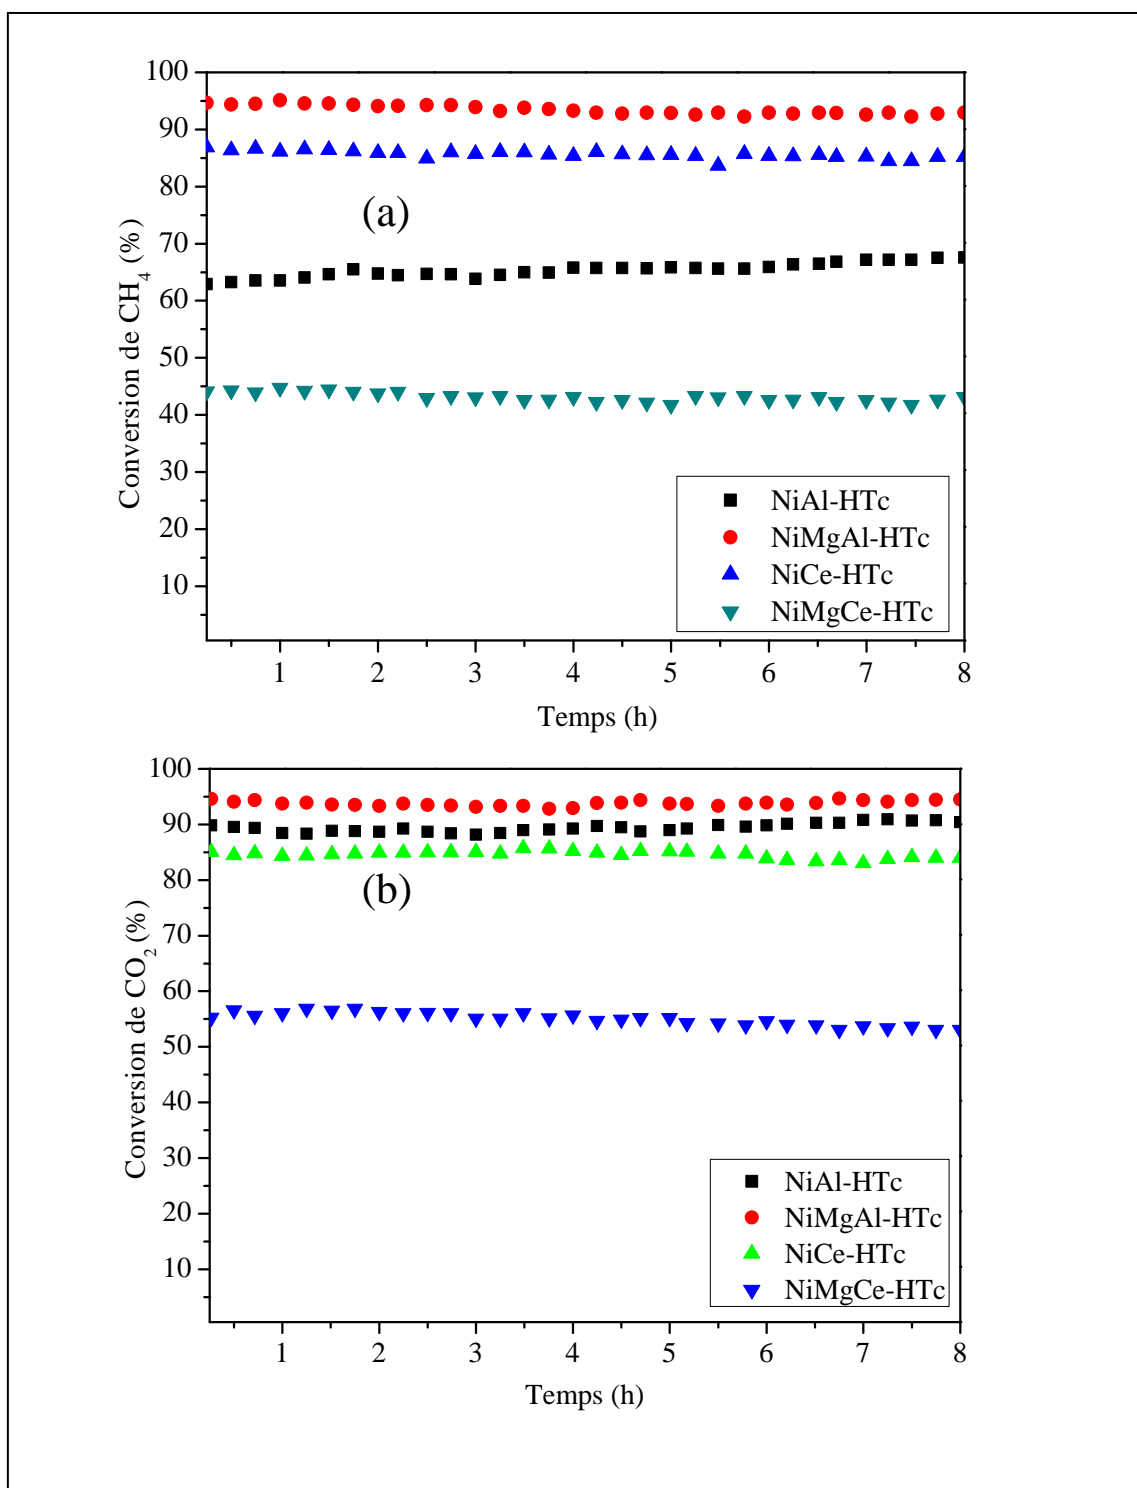 100
90
80
70
60
50
40
30
20
10
Conversion de CH4 (%)
(a)
NiAl-HTc
NiMgAl-HTc
NiCe-HTc
NiMgCe-HTc
1 2 3 4 5 6 7 8
Temps (h)
100
90
80
70
60
50
40
30
20
10
Conversion de CO2 (%)
(b)
NiAl-HTc
NiMgAl-HTc
NiCe-HTc
NiMgCe-HTc
1 2 3 4 5 6 7 8
Temps (h)